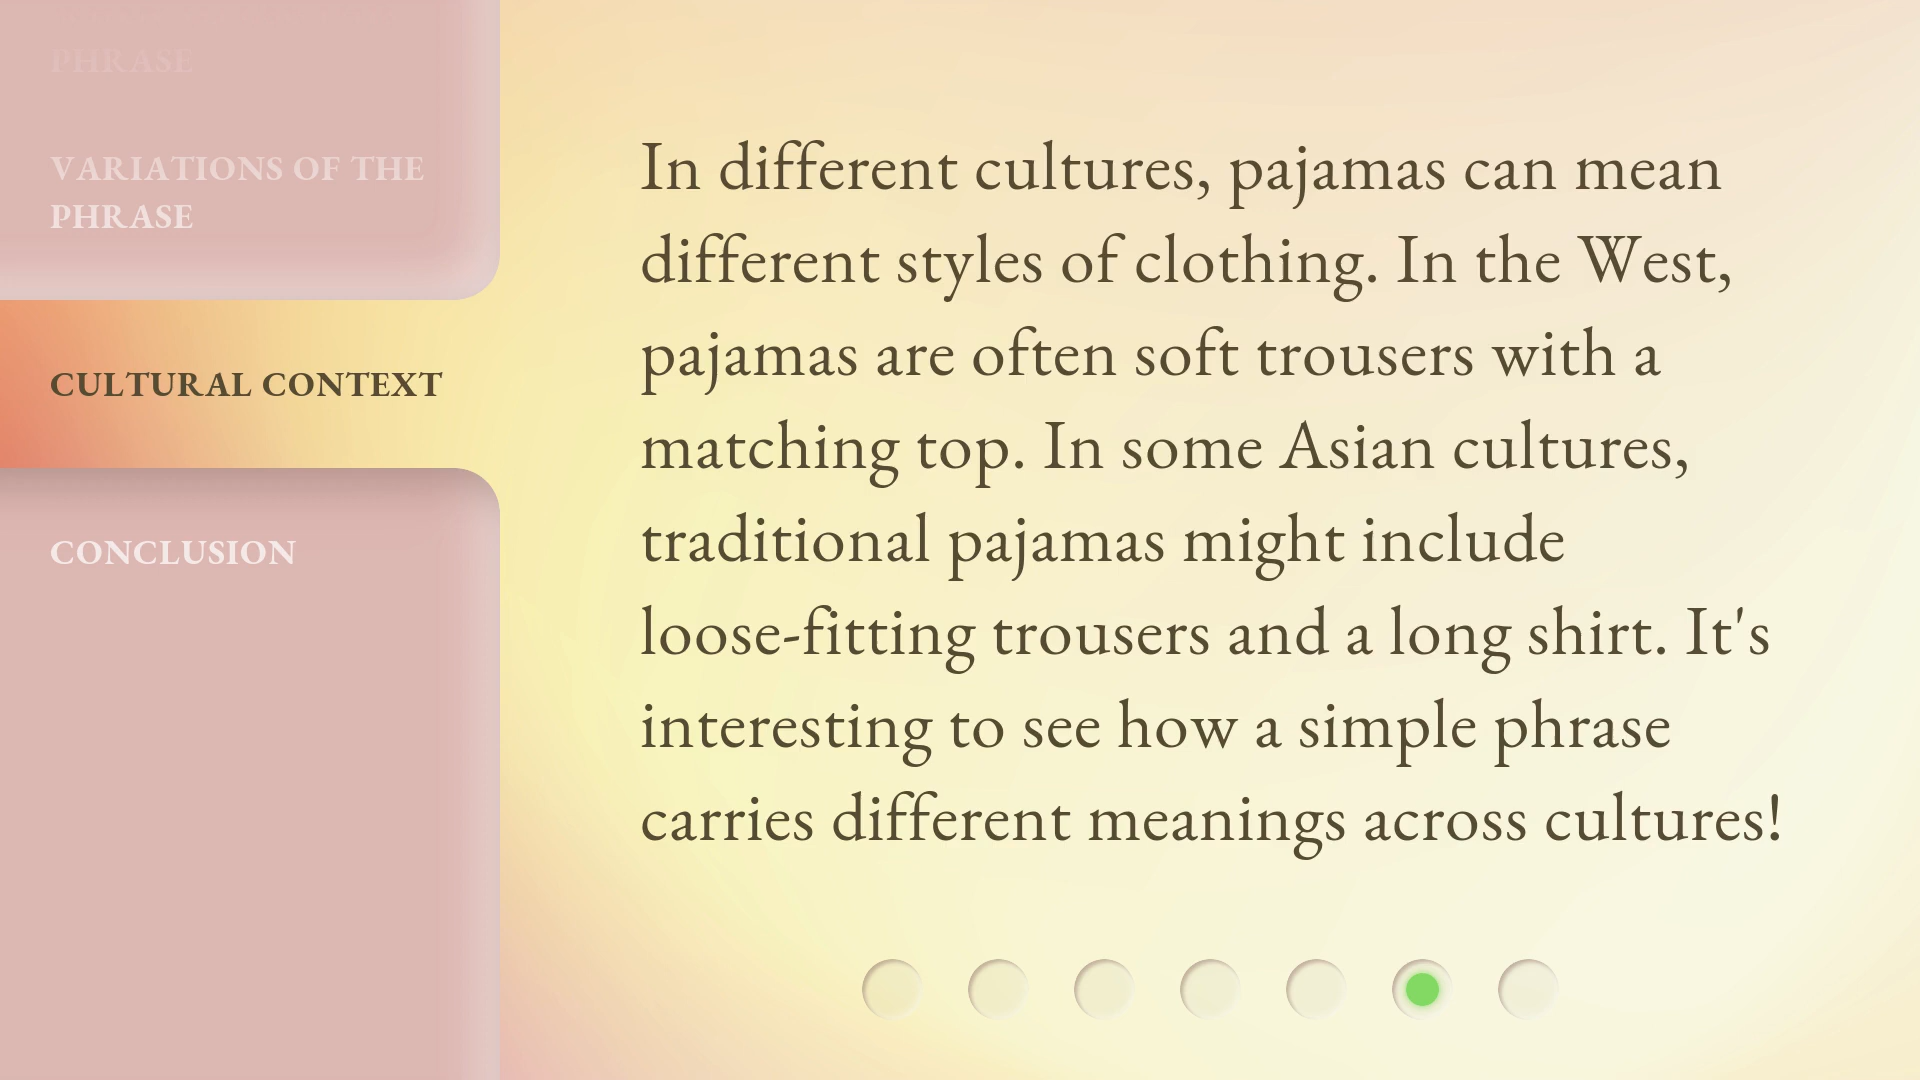 PHRASE
VARIATIONS OF THE
PHRASE
CULTURAL CONTEXT
CONCLUSION
In different cultures, pajamas can mean
different styles of clothing. In the West,
pajamas are often soft trousers with a
matching top. In some Asian cultures,
traditional pajamas might include
loose-fitting trousers and a long shirt. It's
interesting to see how a simple phrase
carries different meanings across cultures!